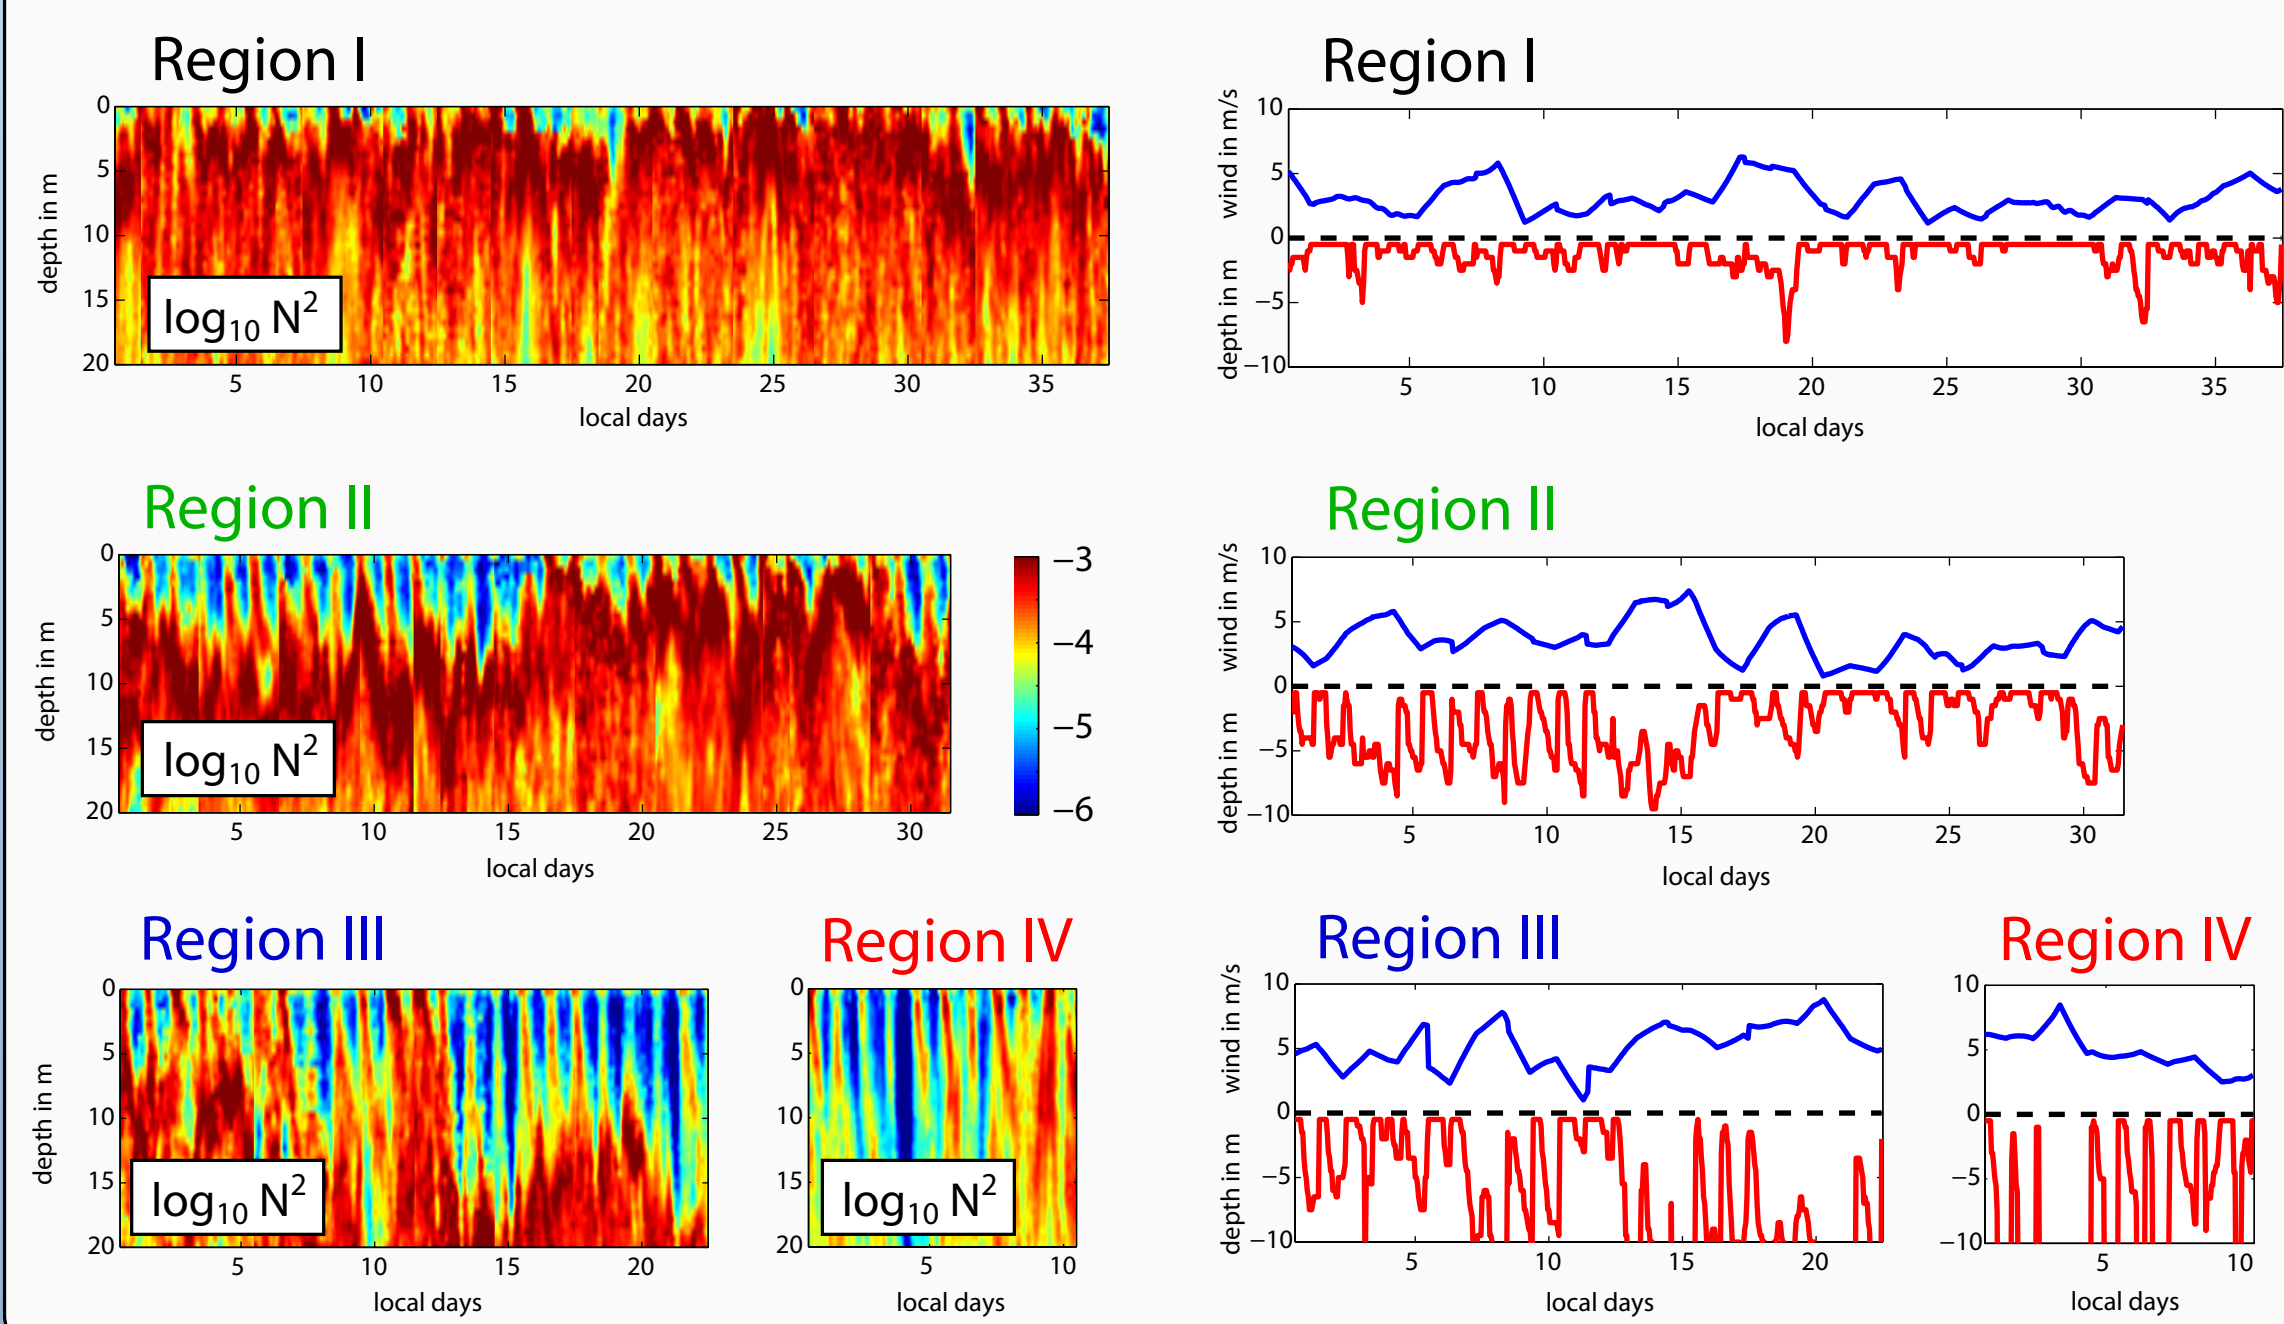 Region I
Region I
0
5
10
15
20
depth in m
log₁₀ N²
5 10 15 20 25 30 35
local days
10
5
0
−5
−10
wind in m/s
depth in m
5 10 15 20 25 30 35
local days
Region II
Region II
0
5
10
15
20
depth in m
log₁₀ N²
5 10 15 20 25 30
local days
−3
−4
−5
−6
10
5
0
−5
−10
wind in m/s
depth in m
5 10 15 20 25 30
local days
Region III
Region IV
Region III
Region IV
0
5
10
15
20
depth in m
log₁₀ N²
5 10 15 20
local days
0
5
10
15
20
log₁₀ N²
5 10
local days
10
5
0
−5
−10
wind in m/s
depth in m
5 10 15 20
local days
10
5
0
−5
−10
5 10
local days